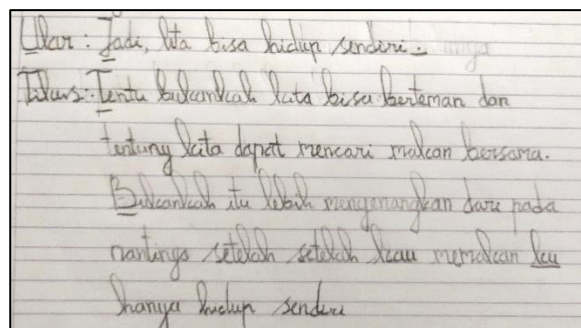 Ular : Jadi, kita bisa hidup sendiri
Tikus : Tentu bukankah kita bisa berteman dan
tentuny kita dapat mencari makan bersama.
Bukankah itu lebih menyenangkan dari pada
nantinya setelah setelah kau memakan ku
hanya hidup sendiri